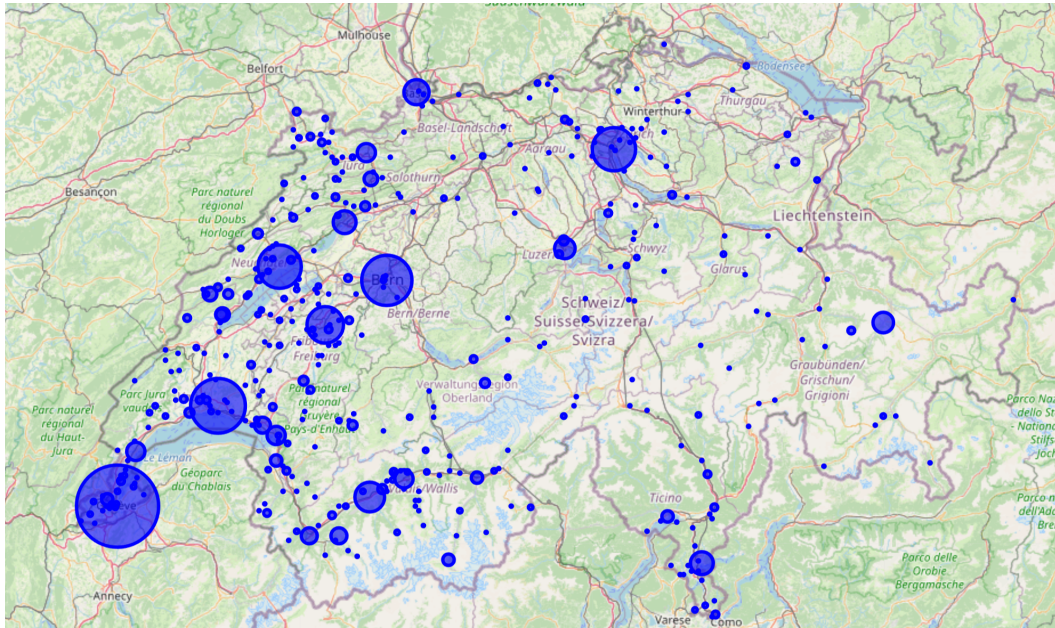 Südschwarzwald
Mulhouse
Belfort
Bodensee
Thurgau
Winterthur
Basel-Landschaft
Aargau
Jura
Solothurn
Besançon
Parc naturel
régional
du Doubs
Horloger
Liechtenstein
Luzern
Schwyz
Glarus
Bern
Bern/Berne
Schweiz/
Suisse/Svizzera/
Svizra
Freiburg
Verwaltungsregion
Oberland
Graubünden/
Grischun/
Grigioni
Parc Jura
vaudois
Parc naturel
régional
Gruyère
Pays-d'Enhaut
Parc naturel
régional
du Haut-
Jura
Le Léman
Géoparc
du Chablais
Valais/Wallis
Ticino
Annecy
Parco delle
Orobie
Bergamasche
Varese
Como